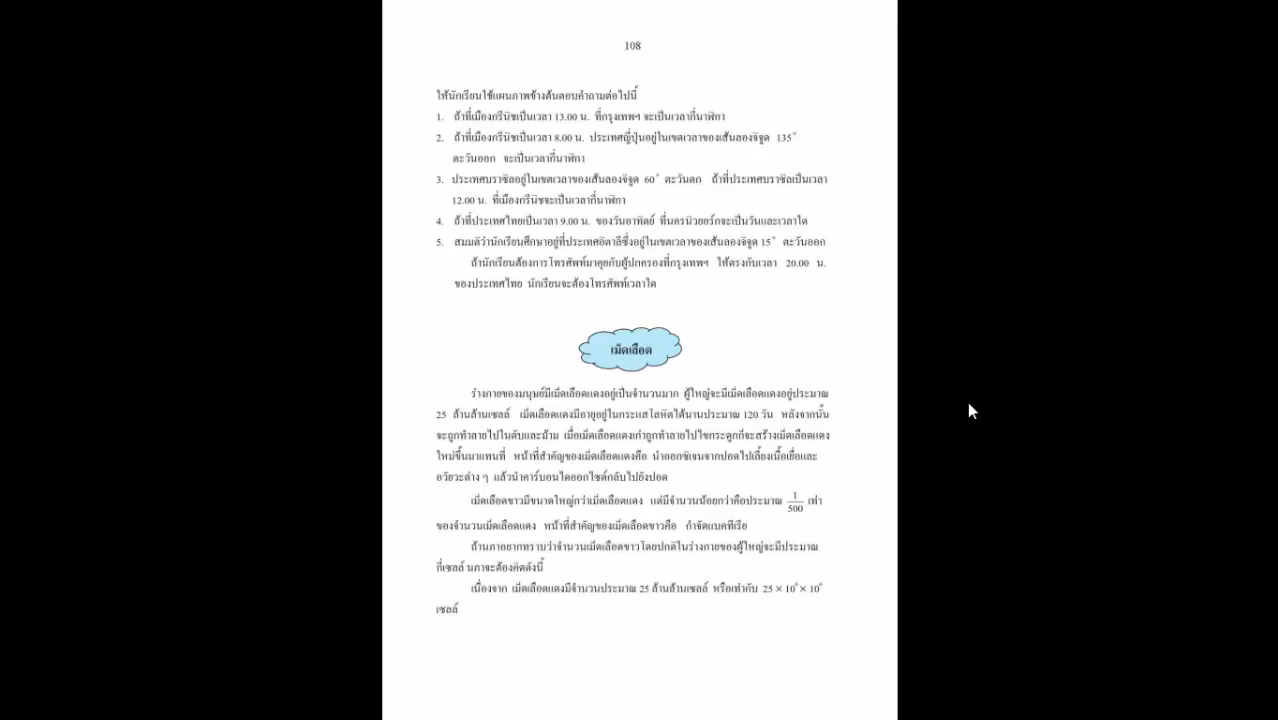 108
ให้นักเรียนใช้แผนภาพข้างต้นตอบคำถามต่อไปนี้
1. ถ้าที่เมืองกรีนิชเป็นเวลา 13.00 น. ที่กรุงเทพฯ จะเป็นเวลากี่นาฬิกา
2. ถ้าที่เมืองกรีนิชเป็นเวลา 8.00 น. ประเทศญี่ปุ่นอยู่ในเขตเวลาของเส้นลองจิจูด 135°
ตะวันออก จะเป็นเวลากี่นาฬิกา
3. ประเทศบราซิลอยู่ในเขตเวลาของเส้นลองจิจูด 60° ตะวันตก ถ้าที่ประเทศบราซิลเป็นเวลา
12.00 น. ที่เมืองกรีนิชจะเป็นเวลากี่นาฬิกา
4. ถ้าที่ประเทศไทยเป็นเวลา 9.00 น. ของวันอาทิตย์ ที่นครนิวยอร์กจะเป็นวันและเวลาใด
5. สมมติว่านักเรียนศึกษาอยู่ที่ประเทศอิตาลีซึ่งอยู่ในเขตเวลาของเส้นลองจิจูด 15° ตะวันออก
ถ้านักเรียนต้องการโทรศัพท์มาคุยกับผู้ปกครองที่กรุงเทพฯ ให้ตรงกับเวลา 20.00 น.
ของประเทศไทย นักเรียนจะต้องโทรศัพท์เวลาใด
เม็ดเลือด
ร่างกายของมนุษย์มีเม็ดเลือดแดงอยู่เป็นจำนวนมาก ผู้ใหญ่จะมีเม็ดเลือดแดงอยู่ประมาณ
25 ล้านล้านเซลล์ เม็ดเลือดแดงมีอายุอยู่ในกระแสโลหิตได้นานประมาณ 120 วัน หลังจากนั้น
จะถูกทำลายไปในตับและม้าม เมื่อเม็ดเลือดแดงเก่าถูกทำลายไปไขกระดูกก็จะสร้างเม็ดเลือดแดง
ใหม่ขึ้นมาแทนที่ หน้าที่สำคัญของเม็ดเลือดแดงคือ นำออกซิเจนจากปอดไปเลี้ยงเนื้อเยื่อและ
อวัยวะต่าง ๆ แล้วนำคาร์บอนไดออกไซด์กลับไปยังปอด
เม็ดเลือดขาวมีขนาดใหญ่กว่าเม็ดเลือดแดง แต่มีจำนวนน้อยกว่าคือประมาณ 1/500 เท่า
ของจำนวนเม็ดเลือดแดง หน้าที่สำคัญของเม็ดเลือดขาวคือ กำจัดแบคทีเรีย
ถ้านภาอยากทราบว่าจำนวนเม็ดเลือดขาวโดยปกติในร่างกายของผู้ใหญ่จะมีประมาณ
กี่เซลล์ นภาจะต้องคิดดังนี้
เนื่องจาก เม็ดเลือดแดงมีจำนวนประมาณ 25 ล้านล้านเซลล์ หรือเท่ากับ 25 × 10⁶ × 10⁶
เซลล์